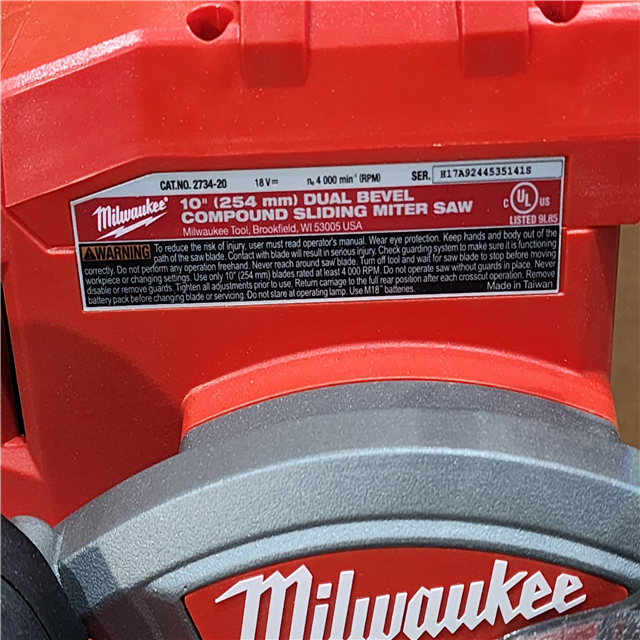 CAT.NO. 2734-20 18 V⎓ n₀ 4 000 min⁻¹ (RPM) SER. H17A9244535141S
Milwaukee 10" (254 mm) DUAL BEVEL
COMPOUND SLIDING MITER SAW
Milwaukee Tool, Brookfield, WI 53005 USA
C UL US
LISTED 9L85
WARNING To reduce the risk of injury, user must read operator's manual. Wear eye protection. Keep hands and body out of the
path of the saw blade. Contact with blade will result in serious injury. Check guarding system to make sure it is functioning
correctly. Do not perform any operation freehand. Never reach around saw blade. Turn off tool and wait for saw blade to stop before moving
workpiece or changing settings. Use only 10" (254 mm) blades rated at least 4 000 RPM. Do not operate saw without guards in place. Never
disable or remove guards. Tighten all adjustments prior to use. Return carriage to the full rear position after each crosscut operation. Remove
battery pack before changing blade or servicing. Do not stare at operating lamp. Use M18™ batteries. Made in Taiwan
Milwaukee